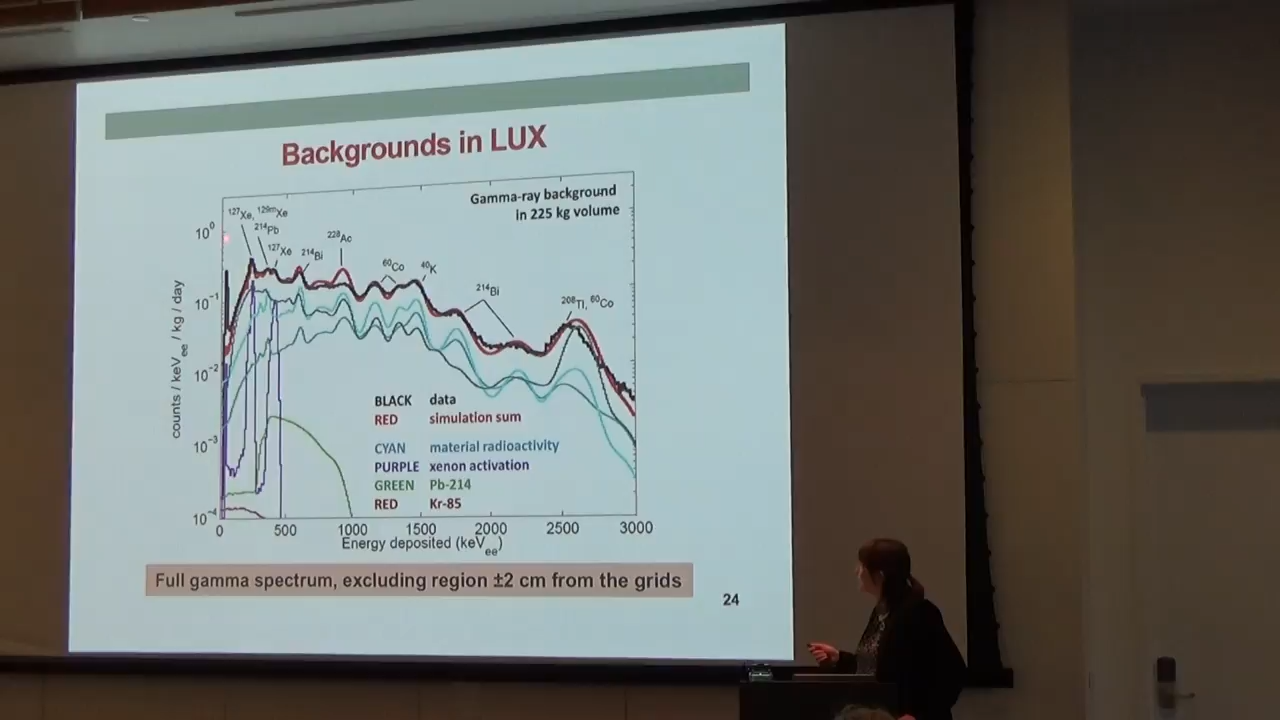 Backgrounds in LUX
Gamma-ray background
in 225 kg volume
127Xe, 129mXe
214Pb
127Xe
214Bi
228Ac
60Co
40K
214Bi
208Tl, 60Co
10^0
10^-1
10^-2
10^-3
10^-4
counts / keVee / kg / day
BLACK data
RED simulation sum
CYAN material radioactivity
PURPLE xenon activation
GREEN Pb-214
RED Kr-85
0 500 1000 1500 2000 2500 3000
Energy deposited (keVee)
Full gamma spectrum, excluding region ±2 cm from the grids
24